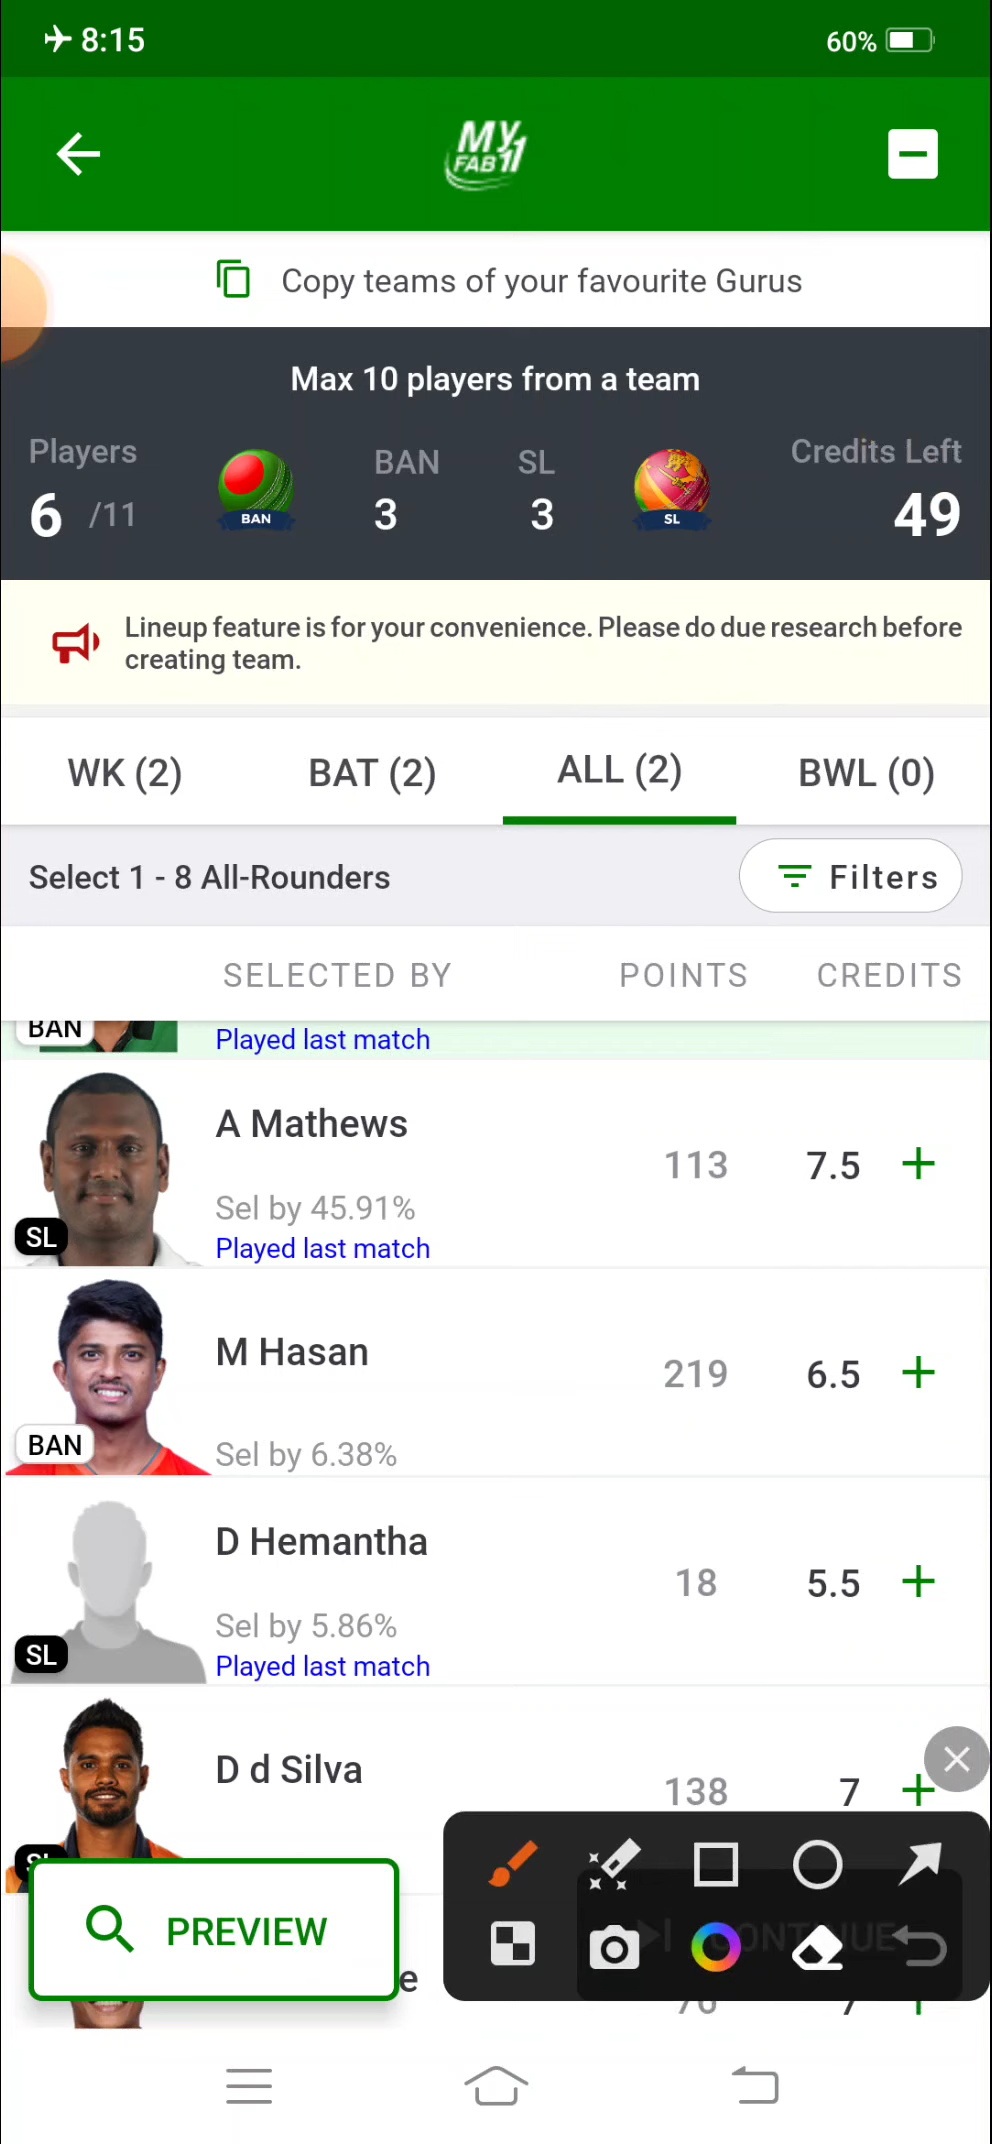 8:15
60%
MY
FAB11
Copy teams of your favourite Gurus
Max 10 players from a team
Players
BAN
SL
Credits Left
6 /11
BAN
3
3
SL
49
Lineup feature is for your convenience. Please do due research before
creating team.
WK (2)
BAT (2)
ALL (2)
BWL (0)
Select 1 - 8 All-Rounders
Filters
SELECTED BY
POINTS
CREDITS
BAN
Played last match
A Mathews
113
7.5
Sel by 45.91%
SL
Played last match
M Hasan
219
6.5
BAN
Sel by 6.38%
D Hemantha
18
5.5
Sel by 5.86%
SL
Played last match
D d Silva
138
7
SL
PREVIEW
CONTINUE
e
76
7